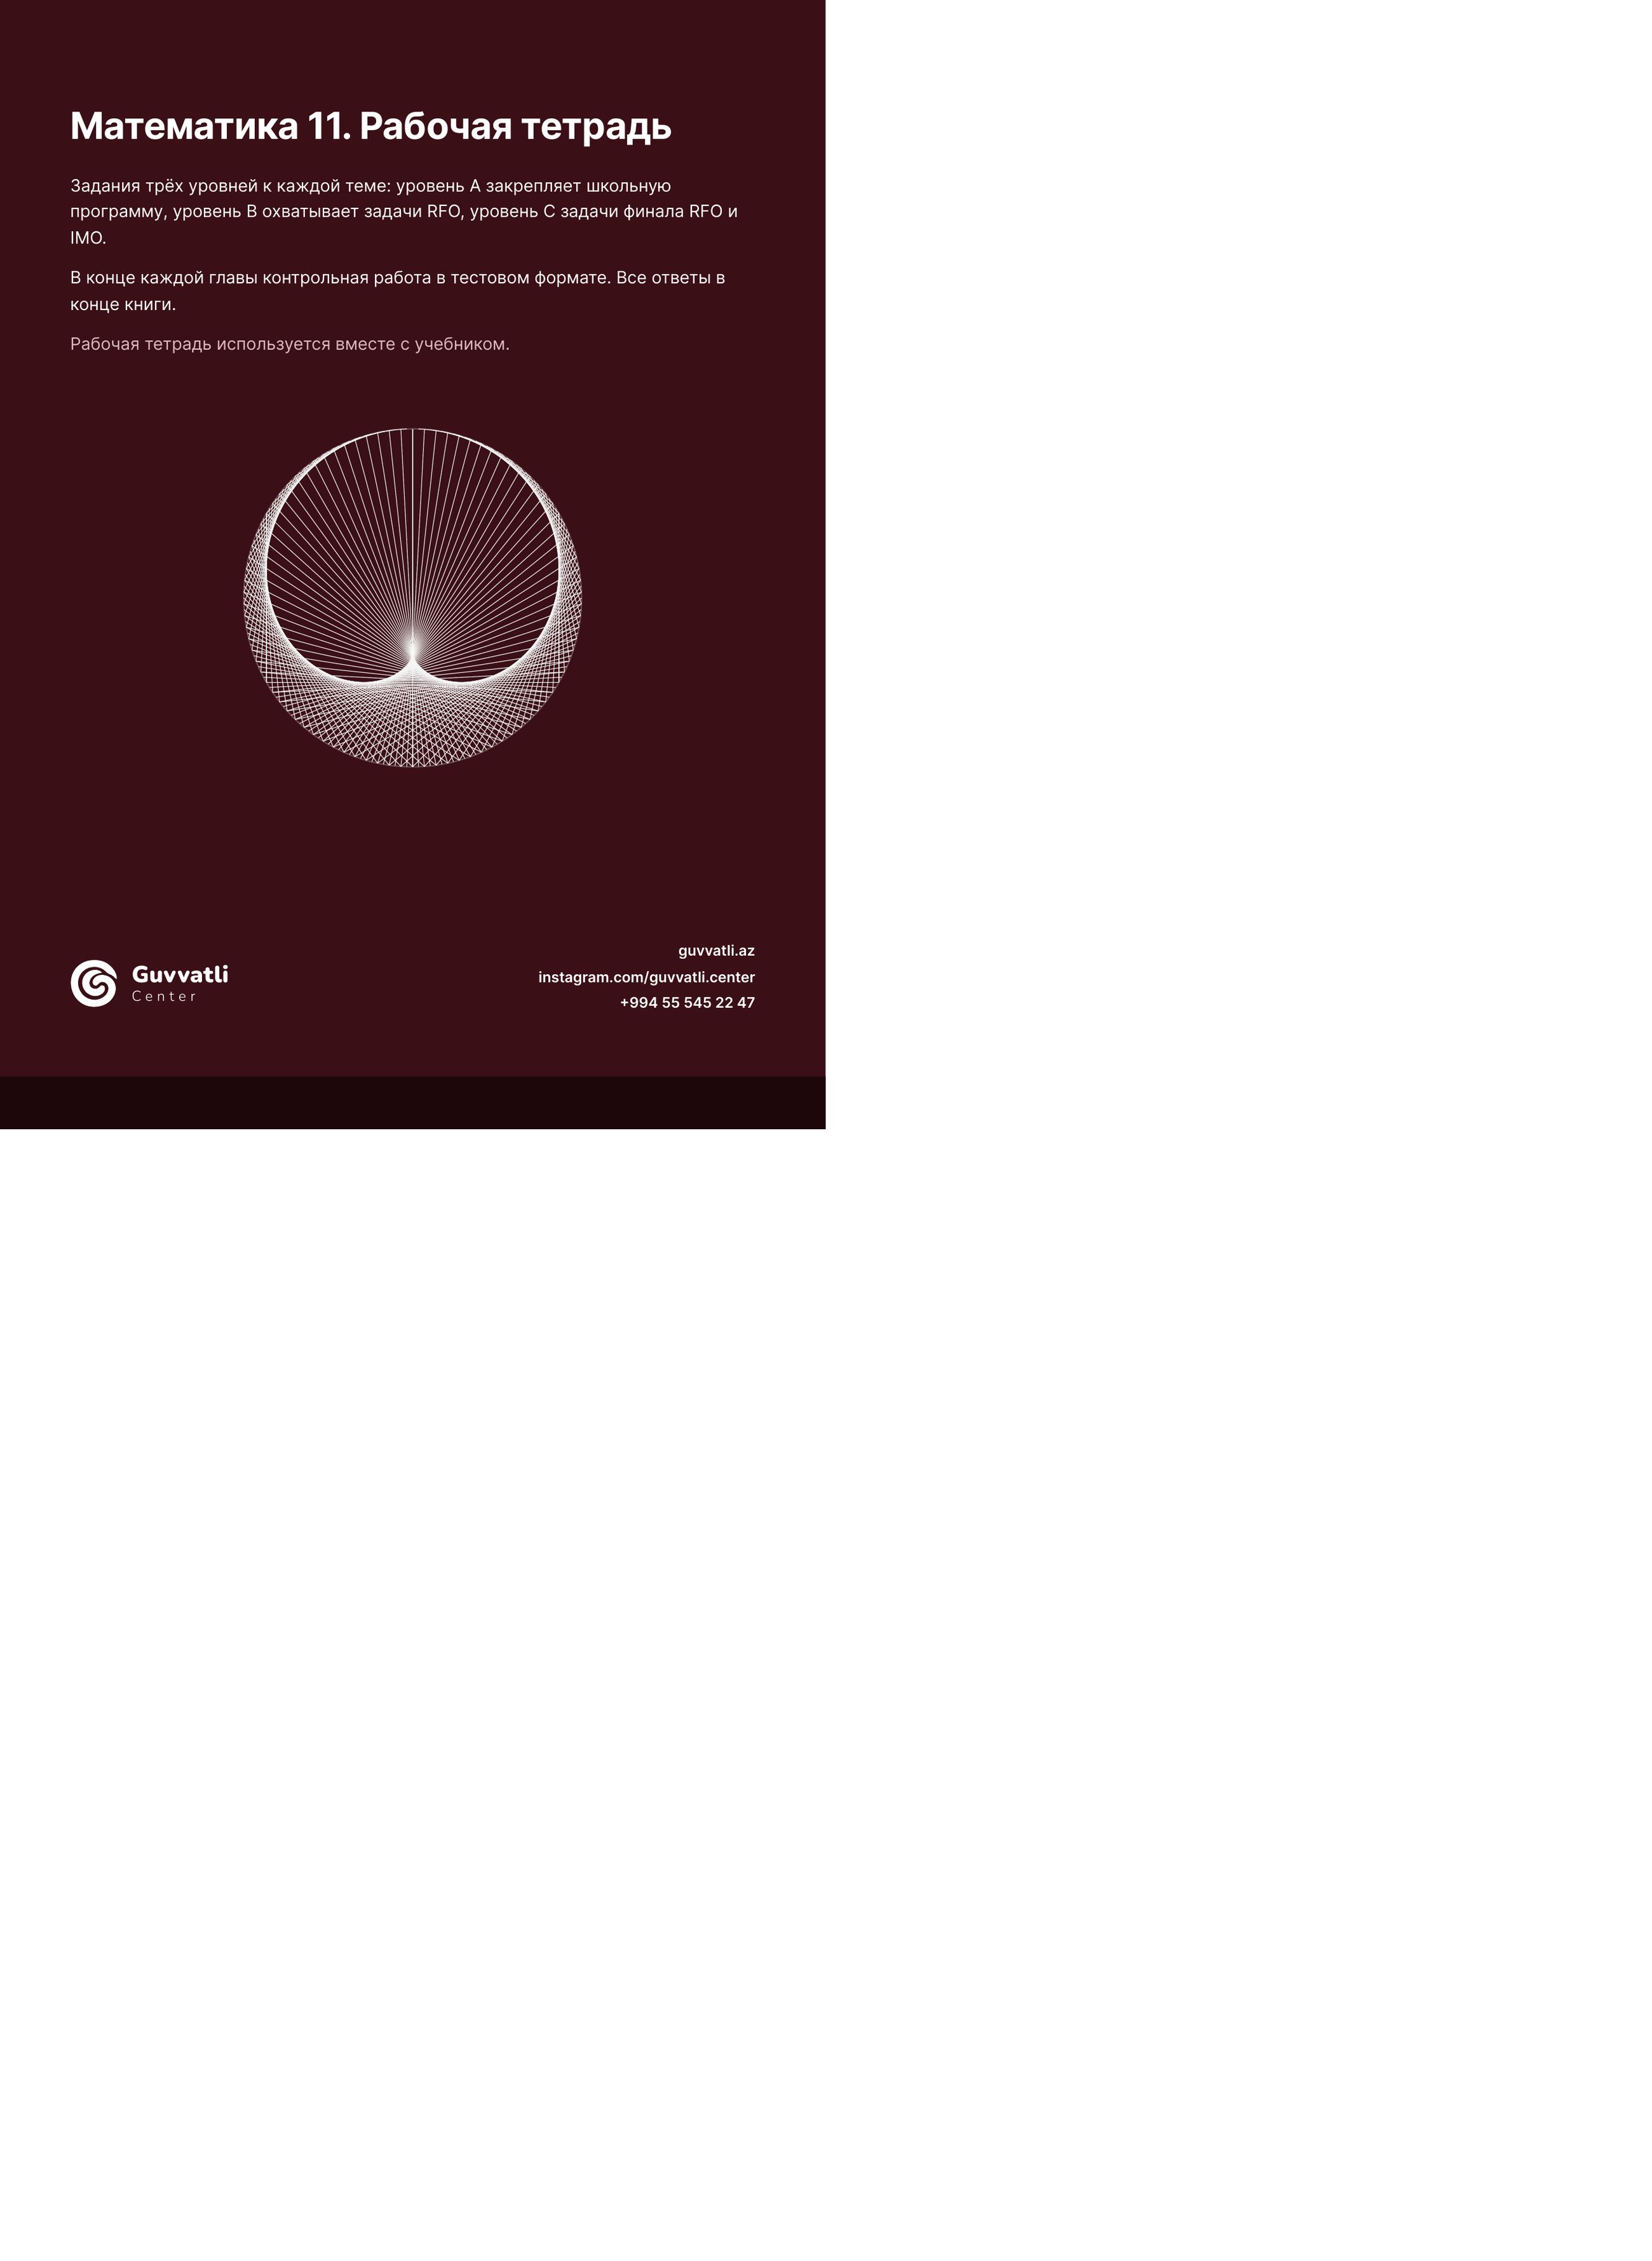 Математика 11. Рабочая тетрадь
Задания трёх уровней к каждой теме: уровень А закрепляет школьную
программу, уровень В охватывает задачи RFO, уровень С задачи финала RFO и
IMO.
В конце каждой главы контрольная работа в тестовом формате. Все ответы в
конце книги.
Рабочая тетрадь используется вместе с учебником.
Guvvatli
Center
guvvatli.az
instagram.com/guvvatli.center
+994 55 545 22 47